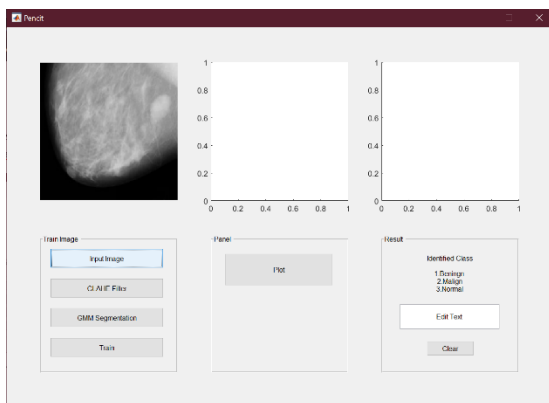 Pencit
1
0.8
0.6
0.4
0.2
0
0 0.2 0.4 0.6 0.8 1
1
0.8
0.6
0.4
0.2
0
0 0.2 0.4 0.6 0.8 1
Train Image
Input Image
CLAHE Filter
GMM Segmentation
Train
Panel
Plot
Result
Identified Class
1.Beningn
2.Malign
3.Normal
Edit Text
Clear